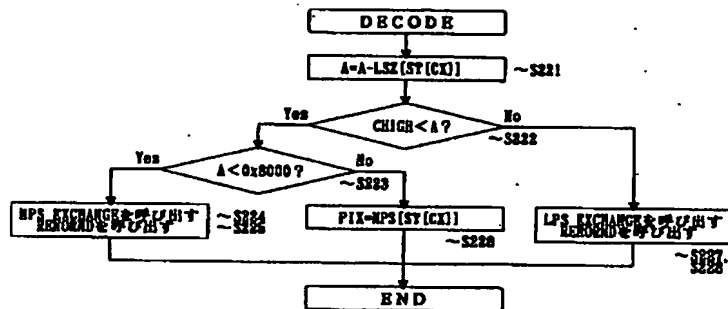 DECODE
A=A-LSZ[ST[CX]]
～S221
Yes
CHIGH<A?
No
～S222
Yes
A<0x8000?
No
～S223
MPS EXCHANGEを呼び出す
RENORMDを呼び出す
～S224
～S225
PIX=MPS[ST[CX]]
～S226
LPS EXCHANGEを呼び出す
RENORMDを呼び出す
～S227,
S228
END